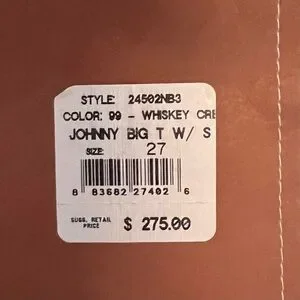 STYLE: 24502NB3
COLOR: 99 - WHISKEY CRE
JOHNNY BIG T W/ S
SIZE: 27
8 83682 27402 6
SUGG. RETAIL PRICE $ 275.00